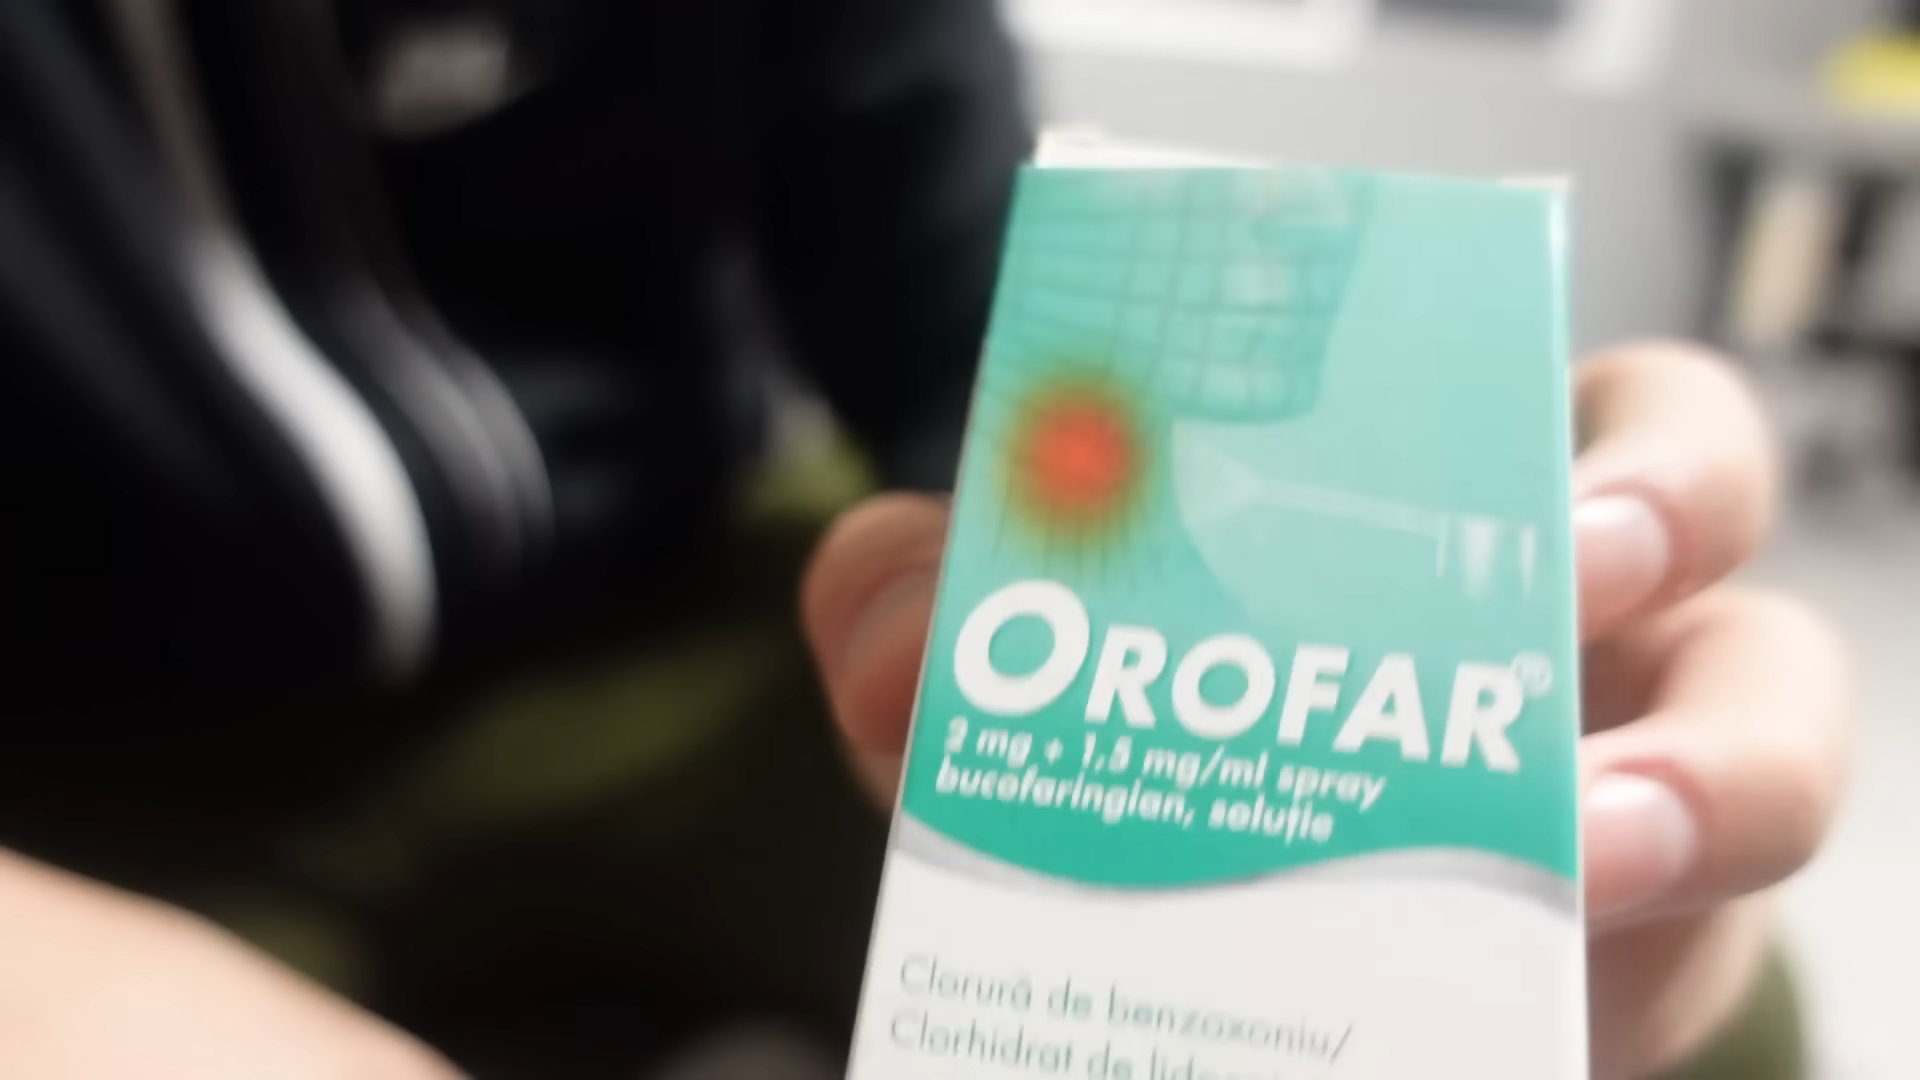 OROFAR®
2 mg + 1,5 mg/ml spray
bucofaringian, soluție
Clorură de benzoxoniu/
Clorhidrat de